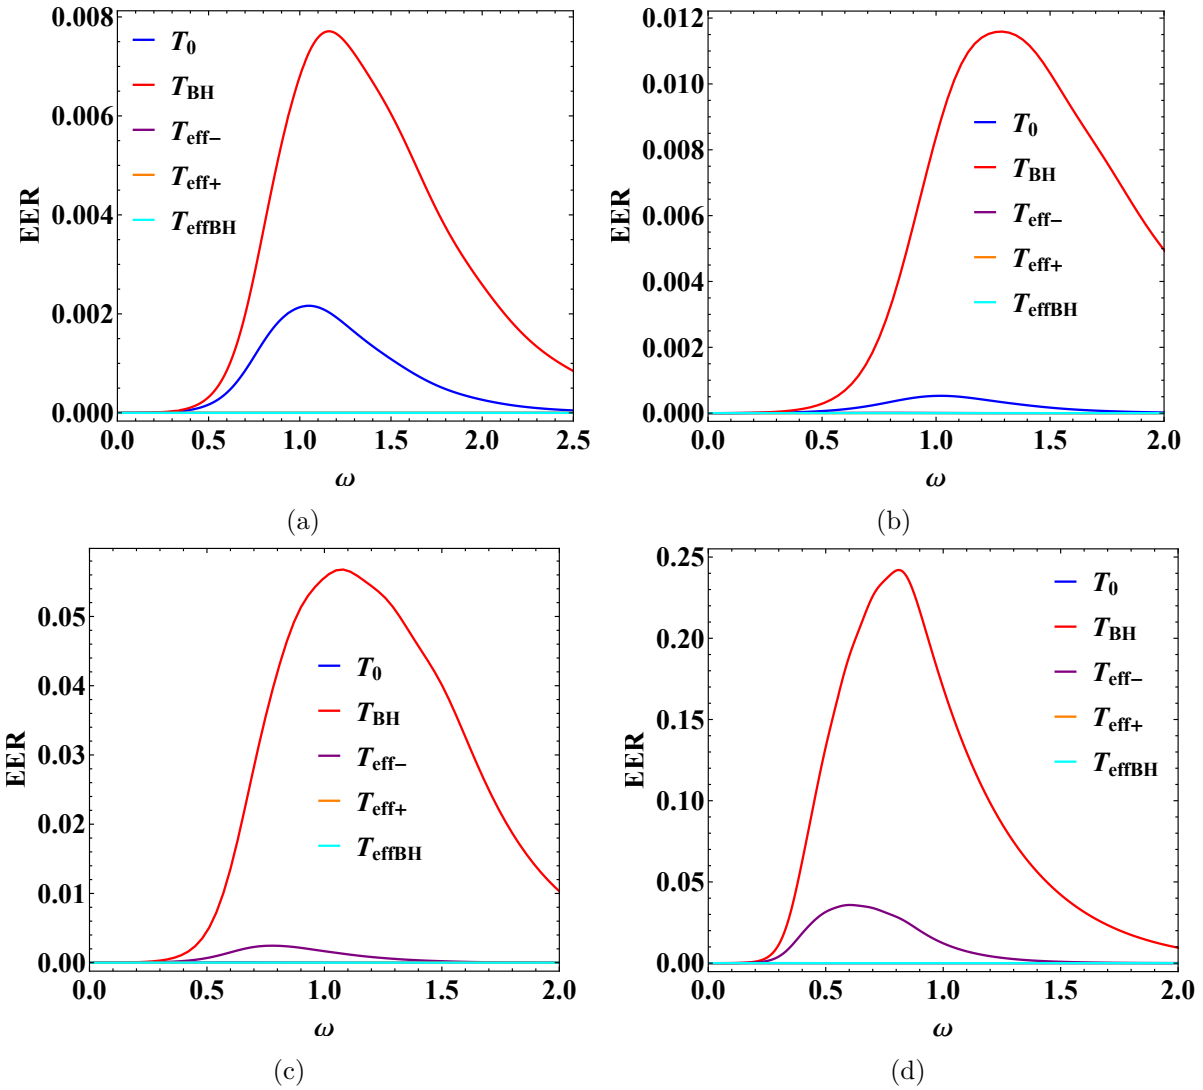 0.008
0.006
0.004
0.002
0.000
EER
T0
TBH
Teff−
Teff+
TeffBH
0.0 0.5 1.0 1.5 2.0 2.5
ω
(a)
0.012
0.010
0.008
0.006
0.004
0.002
0.000
EER
T0
TBH
Teff−
Teff+
TeffBH
0.0 0.5 1.0 1.5 2.0
ω
(b)
0.05
0.04
0.03
0.02
0.01
0.00
EER
T0
TBH
Teff−
Teff+
TeffBH
0.0 0.5 1.0 1.5 2.0
ω
(c)
0.25
0.20
0.15
0.10
0.05
0.00
EER
T0
TBH
Teff−
Teff+
TeffBH
0.0 0.5 1.0 1.5 2.0
ω
(d)